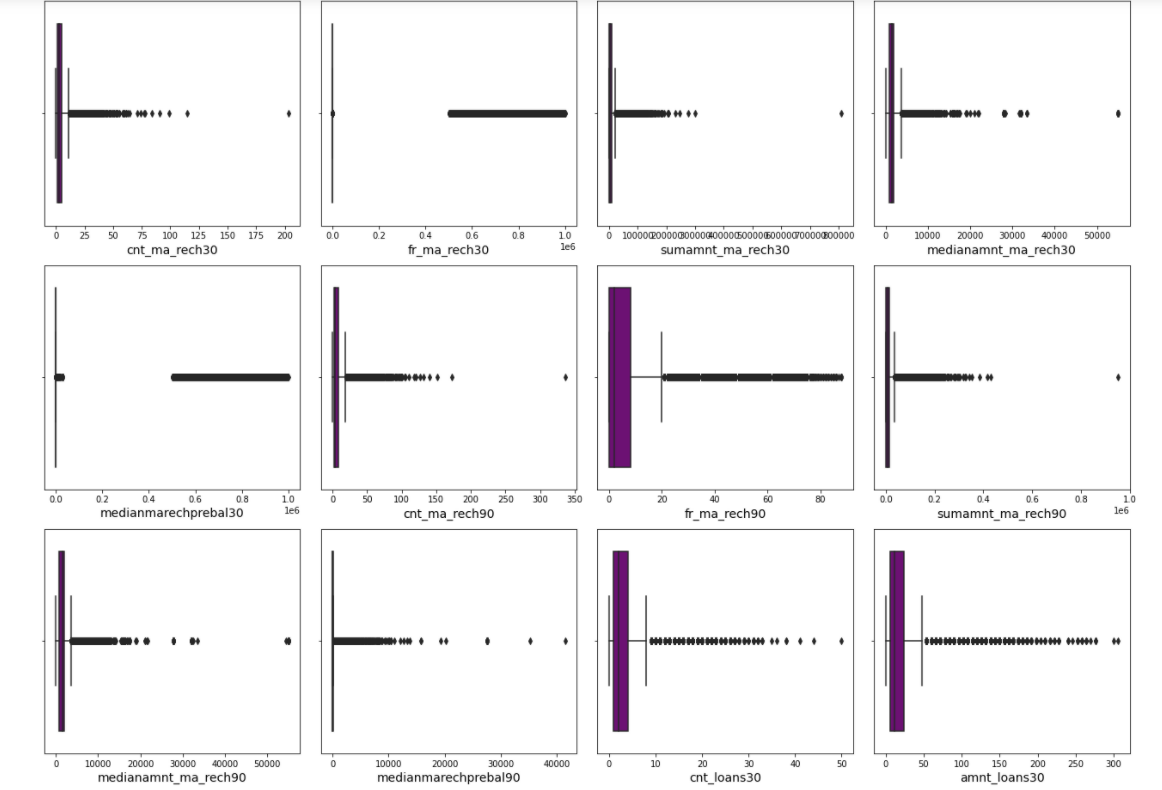 0 25 50 75 100 125 150 175 200
cnt_ma_rech30
0.0 0.2 0.4 0.6 0.8 1.0
1e6
fr_ma_rech30
0 100000 200000 300000 400000 500000 600000 700000 800000
sumamnt_ma_rech30
0 10000 20000 30000 40000 50000
medianamnt_ma_rech30
0.0 0.2 0.4 0.6 0.8 1.0
1e6
medianmarechprebal30
0 50 100 150 200 250 300 350
cnt_ma_rech90
0 20 40 60 80
fr_ma_rech90
0.0 0.2 0.4 0.6 0.8 1.0
1e6
sumamnt_ma_rech90
0 10000 20000 30000 40000 50000
medianamnt_ma_rech90
0 10000 20000 30000 40000
medianmarechprebal90
0 10 20 30 40 50
cnt_loans30
0 50 100 150 200 250 300
amnt_loans30